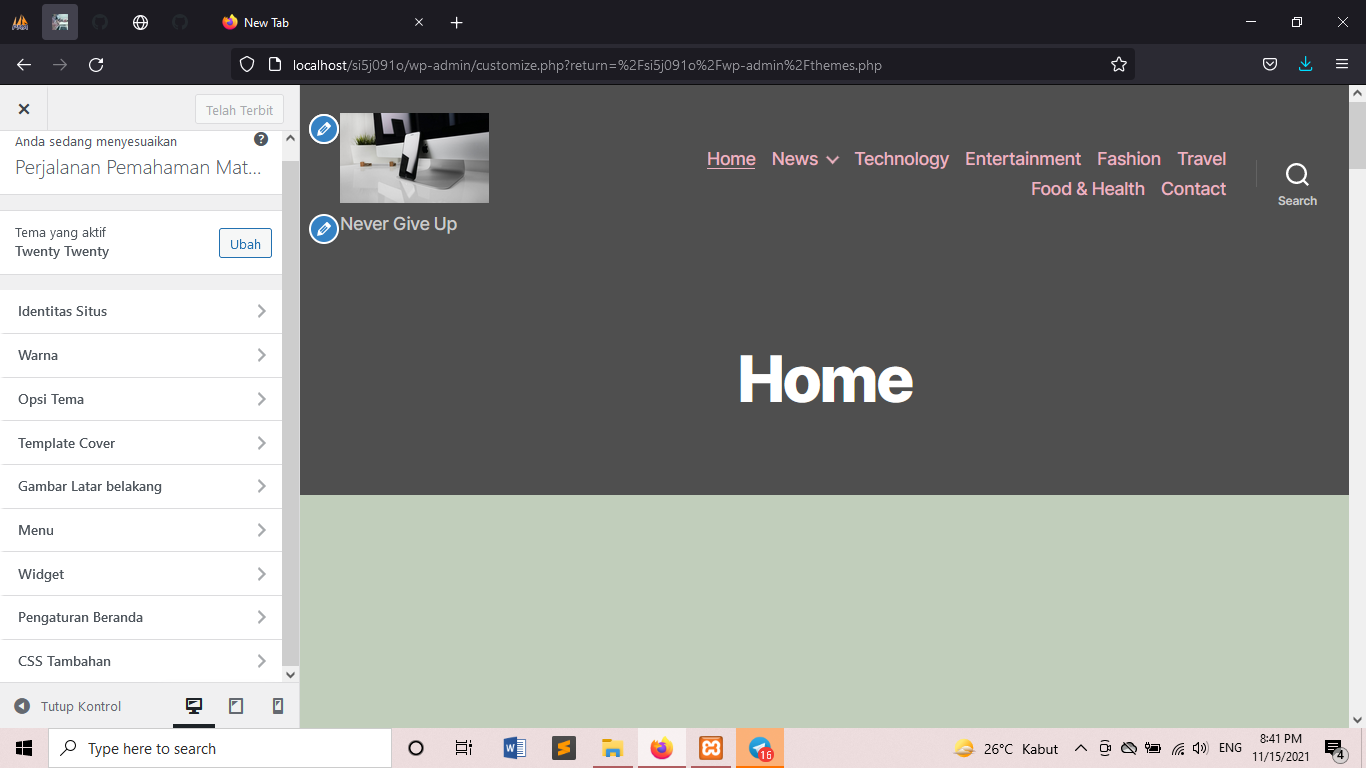 New Tab
localhost/si5j091o/wp-admin/customize.php?return=%2Fsi5j091o%2Fwp-admin%2Fthemes.php
Telah Terbit
Anda sedang menyesuaikan
Perjalanan Pemahaman Mat...
Tema yang aktif
Twenty Twenty
Ubah
Identitas Situs
Warna
Opsi Tema
Template Cover
Gambar Latar belakang
Menu
Widget
Pengaturan Beranda
CSS Tambahan
Tutup Kontrol
Never Give Up
Home News Technology Entertainment Fashion Travel
Food & Health Contact
Search
Home
Type here to search
16
26°C Kabut
ENG
8:41 PM
11/15/2021
4